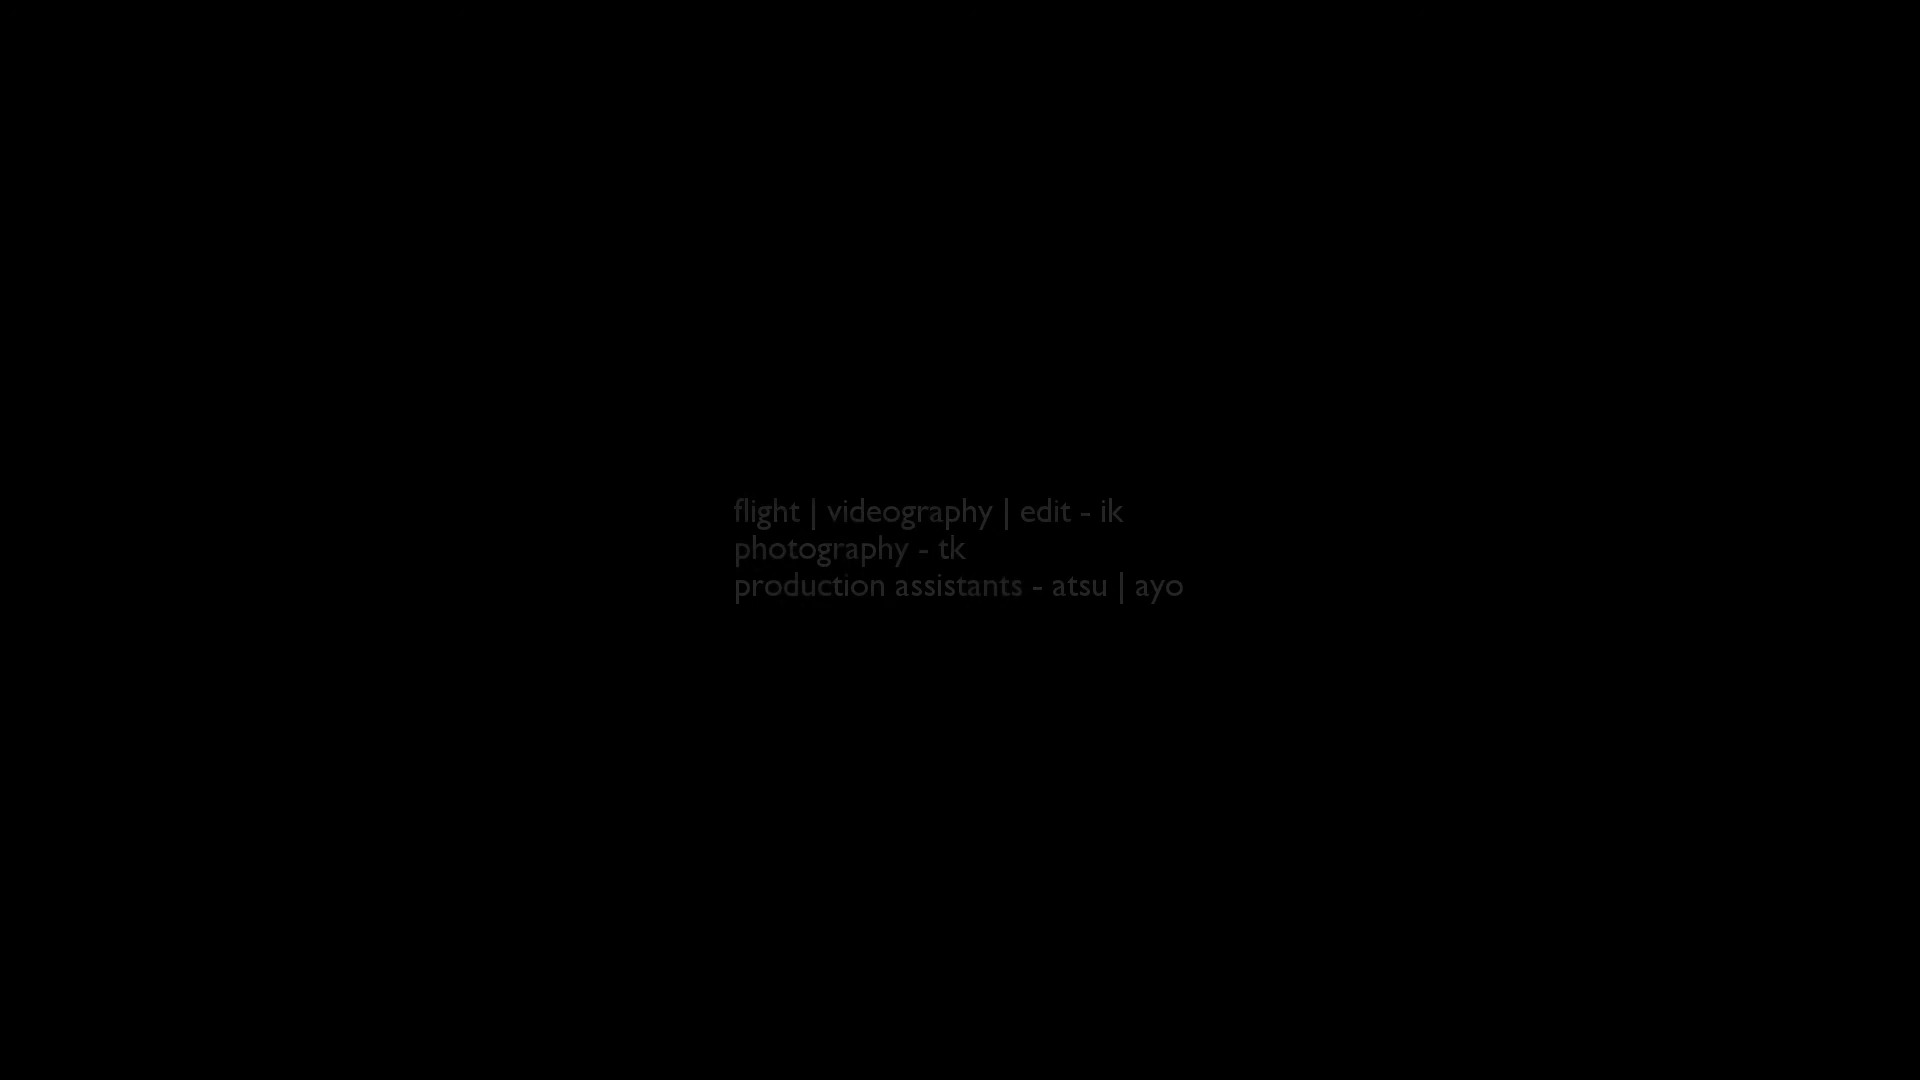 flight | videography | edit - ik
photography - tk
production assistants - atsu | ayo